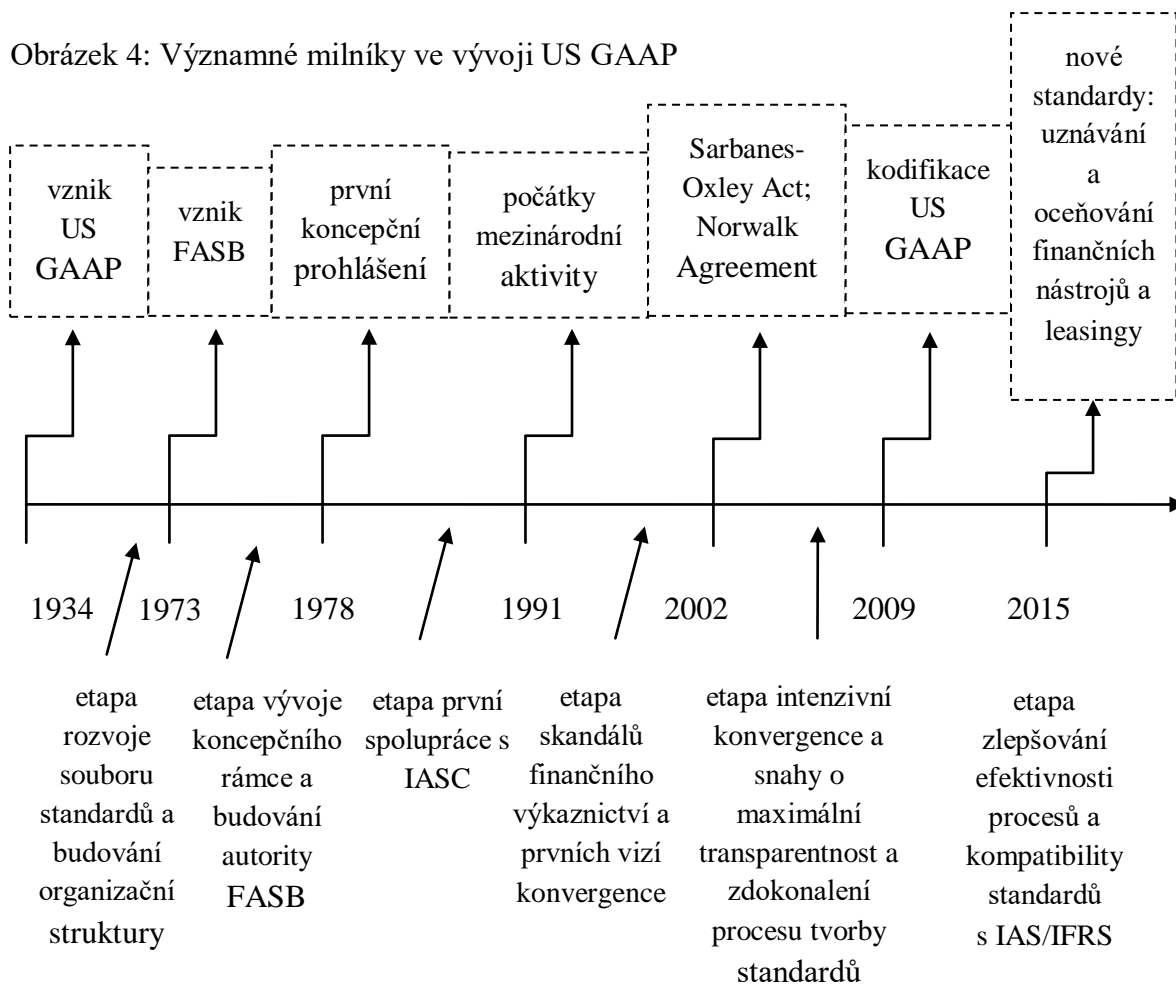 Obrázek 4: Významné milníky ve vývoji US GAAP
vznik
US
GAAP
vznik
FASB
první
koncepční
prohlášení
počátky
mezinárodní
aktivity
Sarbanes-
Oxley Act;
Norwalk
Agreement
kodifikace
US
GAAP
nové
standardy:
uznávání
a
oceňování
finančních
nástrojů a
leasingy
1934
1973
1978
1991
2002
2009
2015
etapa
rozvoje
souboru
standardů a
budování
organizační
struktury
etapa vývoje
koncepčního
rámce a
budování
autority
FASB
etapa první
spolupráce s
IASC
etapa
skandálů
finančního
výkaznictví a
prvních vizí
konvergence
etapa intenzivní
konvergence a
snahy o
maximální
transparentnost a
zdokonalení
procesu tvorby
standardů
etapa
zlepšování
efektivnosti
procesů a
kompatibility
standardů
s IAS/IFRS